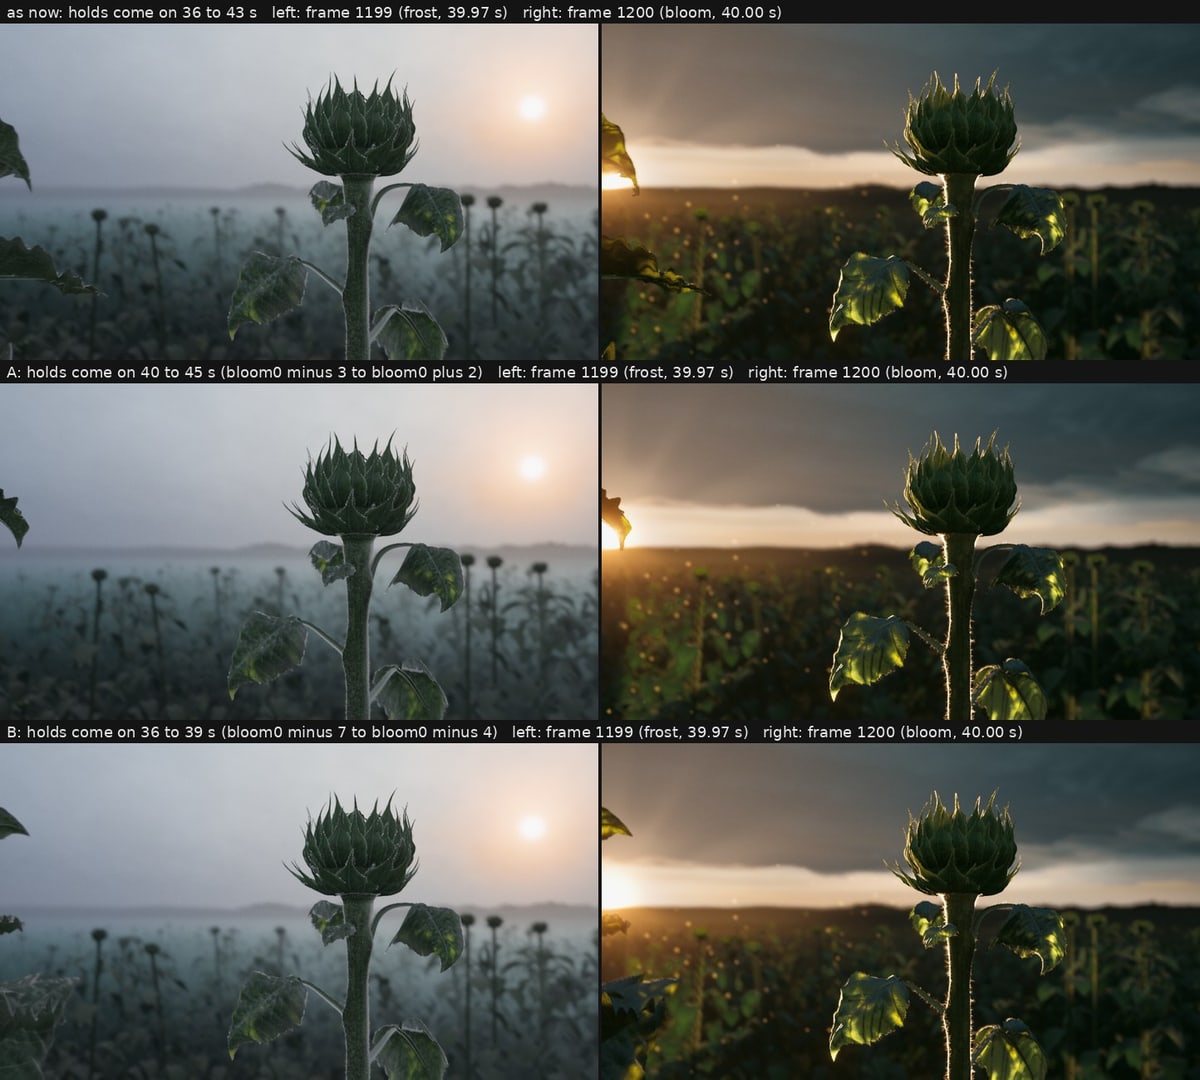 as now: holds come on 36 to 43 s   left: frame 1199 (frost, 39.97 s)   right: frame 1200 (bloom, 40.00 s)
A: holds come on 40 to 45 s (bloom0 minus 3 to bloom0 plus 2)   left: frame 1199 (frost, 39.97 s)   right: frame 1200 (bloom, 40.00 s)
B: holds come on 36 to 39 s (bloom0 minus 7 to bloom0 minus 4)   left: frame 1199 (frost, 39.97 s)   right: frame 1200 (bloom, 40.00 s)